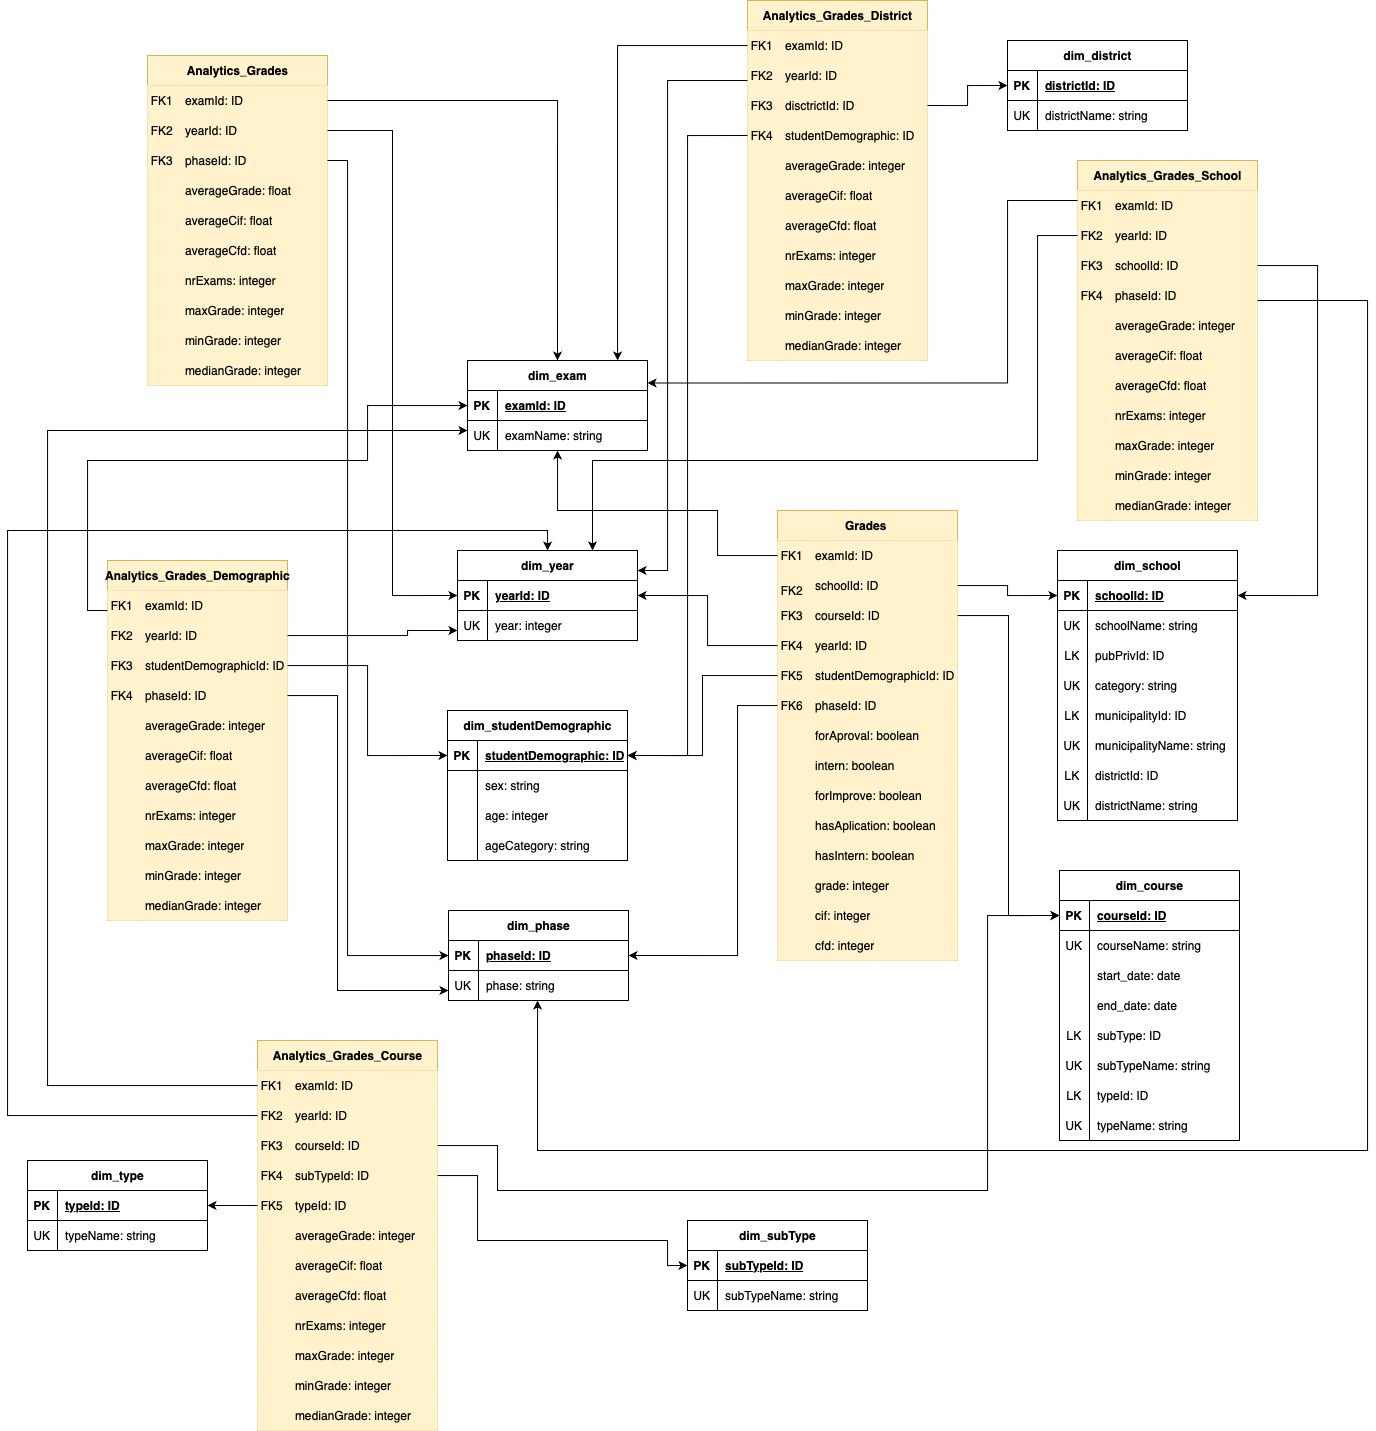 Analytics_Grades
FK1 examId: ID
FK2 yearId: ID
FK3 phaseId: ID
averageGrade: float
averageCif: float
averageCfd: float
nrExams: integer
maxGrade: integer
minGrade: integer
medianGrade: integer
Analytics_Grades_District
FK1 examId: ID
FK2 yearId: ID
FK3 disctrictId: ID
FK4 studentDemographic: ID
averageGrade: integer
averageCif: float
averageCfd: float
nrExams: integer
maxGrade: integer
minGrade: integer
medianGrade: integer
dim_district
PK districtId: ID
UK districtName: string
Analytics_Grades_School
FK1 examId: ID
FK2 yearId: ID
FK3 schoolId: ID
FK4 phaseId: ID
averageGrade: integer
averageCif: float
averageCfd: float
nrExams: integer
maxGrade: integer
minGrade: integer
medianGrade: integer
dim_exam
PK examId: ID
UK examName: string
Analytics_Grades_Demographic
FK1 examId: ID
FK2 yearId: ID
FK3 studentDemographicId: ID
FK4 phaseId: ID
averageGrade: integer
averageCif: float
averageCfd: float
nrExams: integer
maxGrade: integer
minGrade: integer
medianGrade: integer
dim_year
PK yearId: ID
UK year: integer
Grades
FK1 examId: ID
FK2 schoolId: ID
FK3 courseId: ID
FK4 yearId: ID
FK5 studentDemographicId: ID
FK6 phaseId: ID
forAproval: boolean
intern: boolean
forImprove: boolean
hasAplication: boolean
hasIntern: boolean
grade: integer
cif: integer
cfd: integer
dim_school
PK schoolId: ID
UK schoolName: string
LK pubPrivId: ID
UK category: string
LK municipalityId: ID
UK municipalityName: string
LK districtId: ID
UK districtName: string
dim_studentDemographic
PK studentDemographic: ID
sex: string
age: integer
ageCategory: string
dim_phase
PK phaseId: ID
UK phase: string
dim_course
PK courseId: ID
UK courseName: string
start_date: date
end_date: date
LK subType: ID
UK subTypeName: string
LK typeId: ID
UK typeName: string
Analytics_Grades_Course
FK1 examId: ID
FK2 yearId: ID
FK3 courseId: ID
FK4 subTypeId: ID
FK5 typeId: ID
averageGrade: integer
averageCif: float
averageCfd: float
nrExams: integer
maxGrade: integer
minGrade: integer
medianGrade: integer
dim_type
PK typeId: ID
UK typeName: string
dim_subType
PK subTypeId: ID
UK subTypeName: string